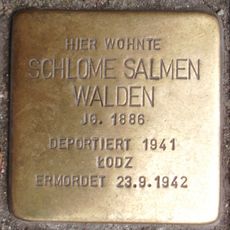 HIER WOHNTE
SCHLOME SALMEN
WALDEN
JG. 1886
DEPORTIERT 1941
ŁODZ
ERMORDET 23.9.1942